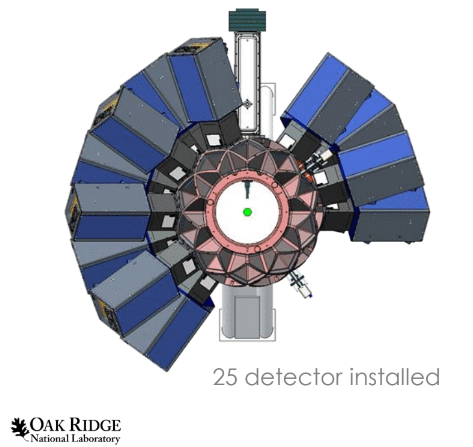 25 detector installed
OAK RIDGE
National Laboratory